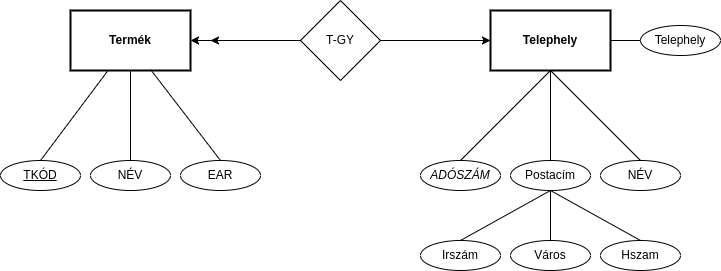 Termék
T-GY
Telephely
Telephely
TKÓD
NÉV
EAR
ADÓSZÁM
Postacím
NÉV
Irszám
Város
Hszam